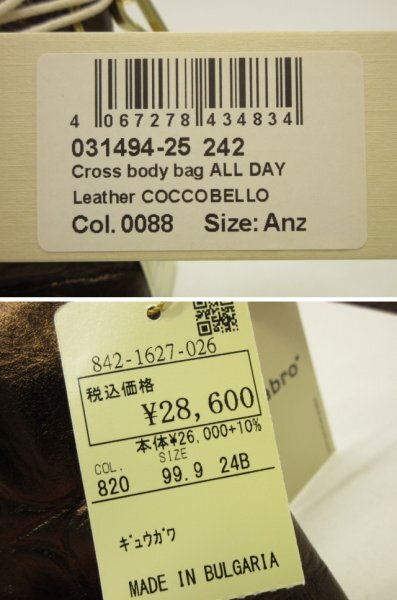 4 067278 434834
031494-25 242
Cross body bag ALL DAY
Leather COCCOBELLO
Col. 0088 Size: Anz
842-1627-026
税込価格
¥28,600
本体¥26,000+10%
COL. SIZE
820 99.9 24B
ｷﾞｭｳｶﾞﾜ
MADE IN BULGARIA